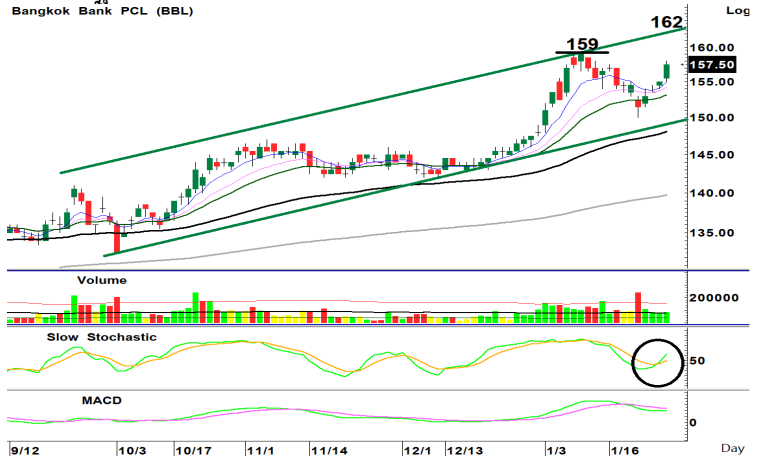 Bangkok Bank PCL (BBL)
Log
162
159
160.00
157.50
155.00
150.00
145.00
140.00
135.00
Volume
200000
Slow Stochastic
50
MACD
0
9/12 10/3 10/17 11/1 11/14 12/1 12/13 1/3 1/16 Day